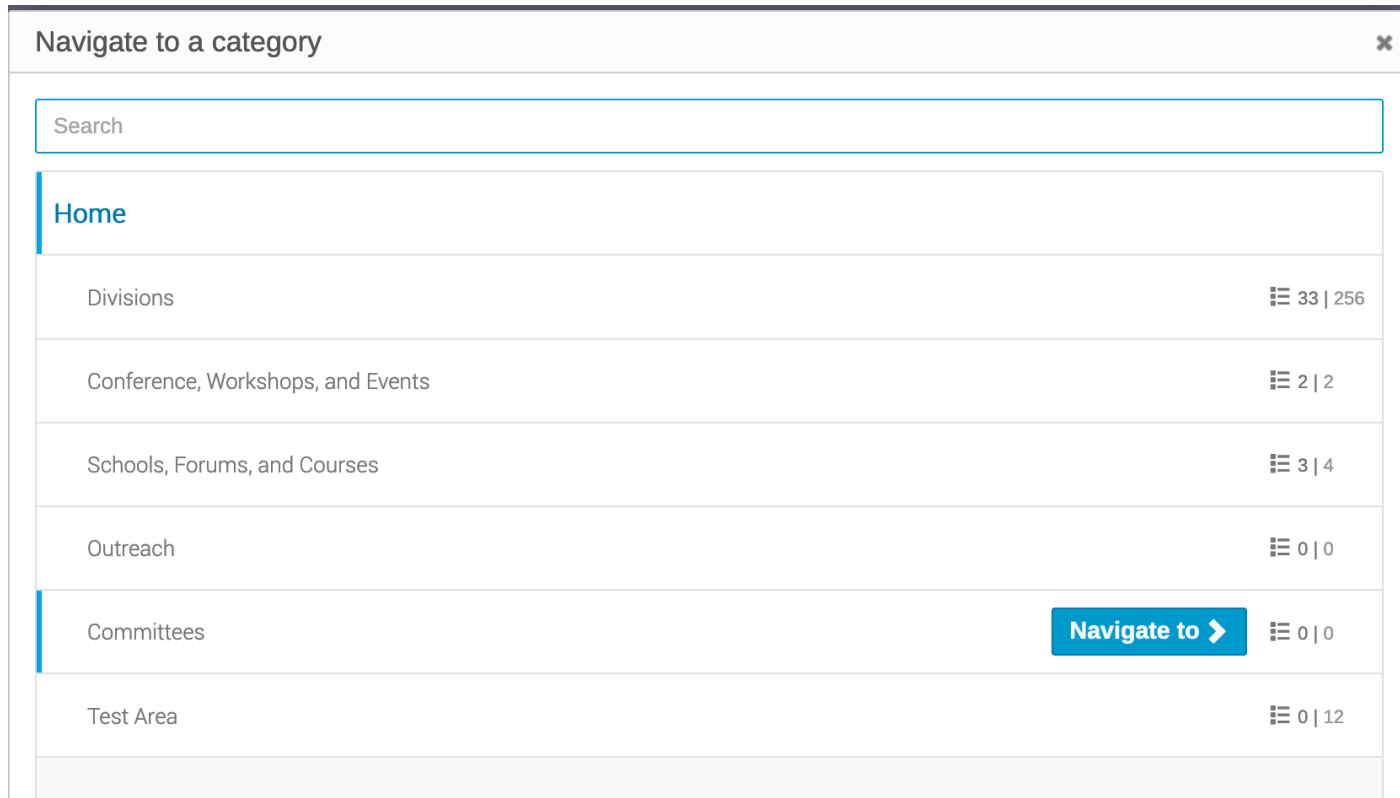 Navigate to a category
Search
Home
Divisions 33 | 256
Conference, Workshops, and Events 2 | 2
Schools, Forums, and Courses 3 | 4
Outreach 0 | 0
Committees Navigate to 0 | 0
Test Area 0 | 12